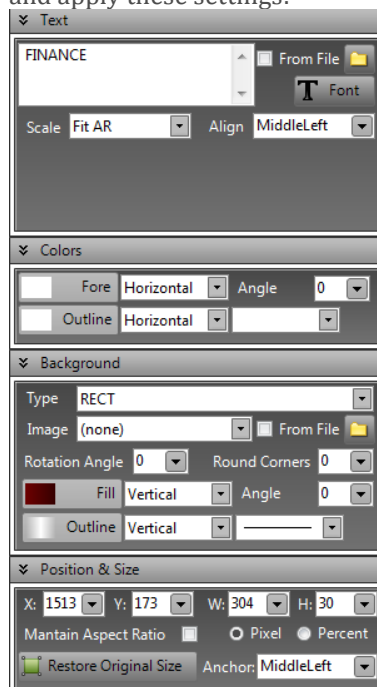 and apply these settings:
Text
FINANCE
From File
T Font
Scale Fit AR Align MiddleLeft
Colors
Fore Horizontal Angle 0
Outline Horizontal
Background
Type RECT
Image (none) From File
Rotation Angle 0 Round Corners 0
Fill Vertical Angle 0
Outline Vertical
Position & Size
X: 1513 Y: 173 W: 304 H: 30
Mantain Aspect Ratio Pixel Percent
Restore Original Size Anchor: MiddleLeft